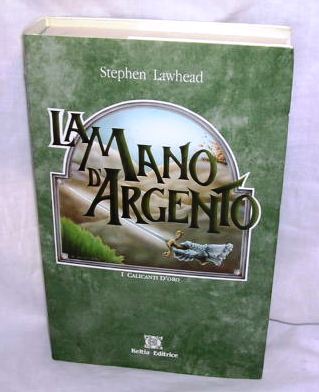 Stephen Lawhead
LA MANO
D'ARGENTO
I CALICANTI D'ORO
Keltia Editrice